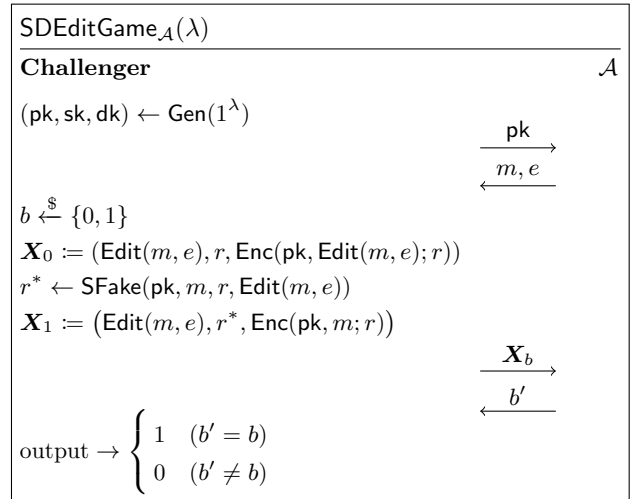 SDEditGame_𝒜(λ)
Challenger 𝒜
(pk, sk, dk) ← Gen(1^λ)
pk
m, e
b ←^$ {0, 1}
X_0 ≔ (Edit(m, e), r, Enc(pk, Edit(m, e); r))
r* ← SFake(pk, m, r, Edit(m, e))
X_1 ≔ (Edit(m, e), r*, Enc(pk, m; r))
X_b
b′
output → { 1 (b′ = b)
0 (b′ ≠ b)